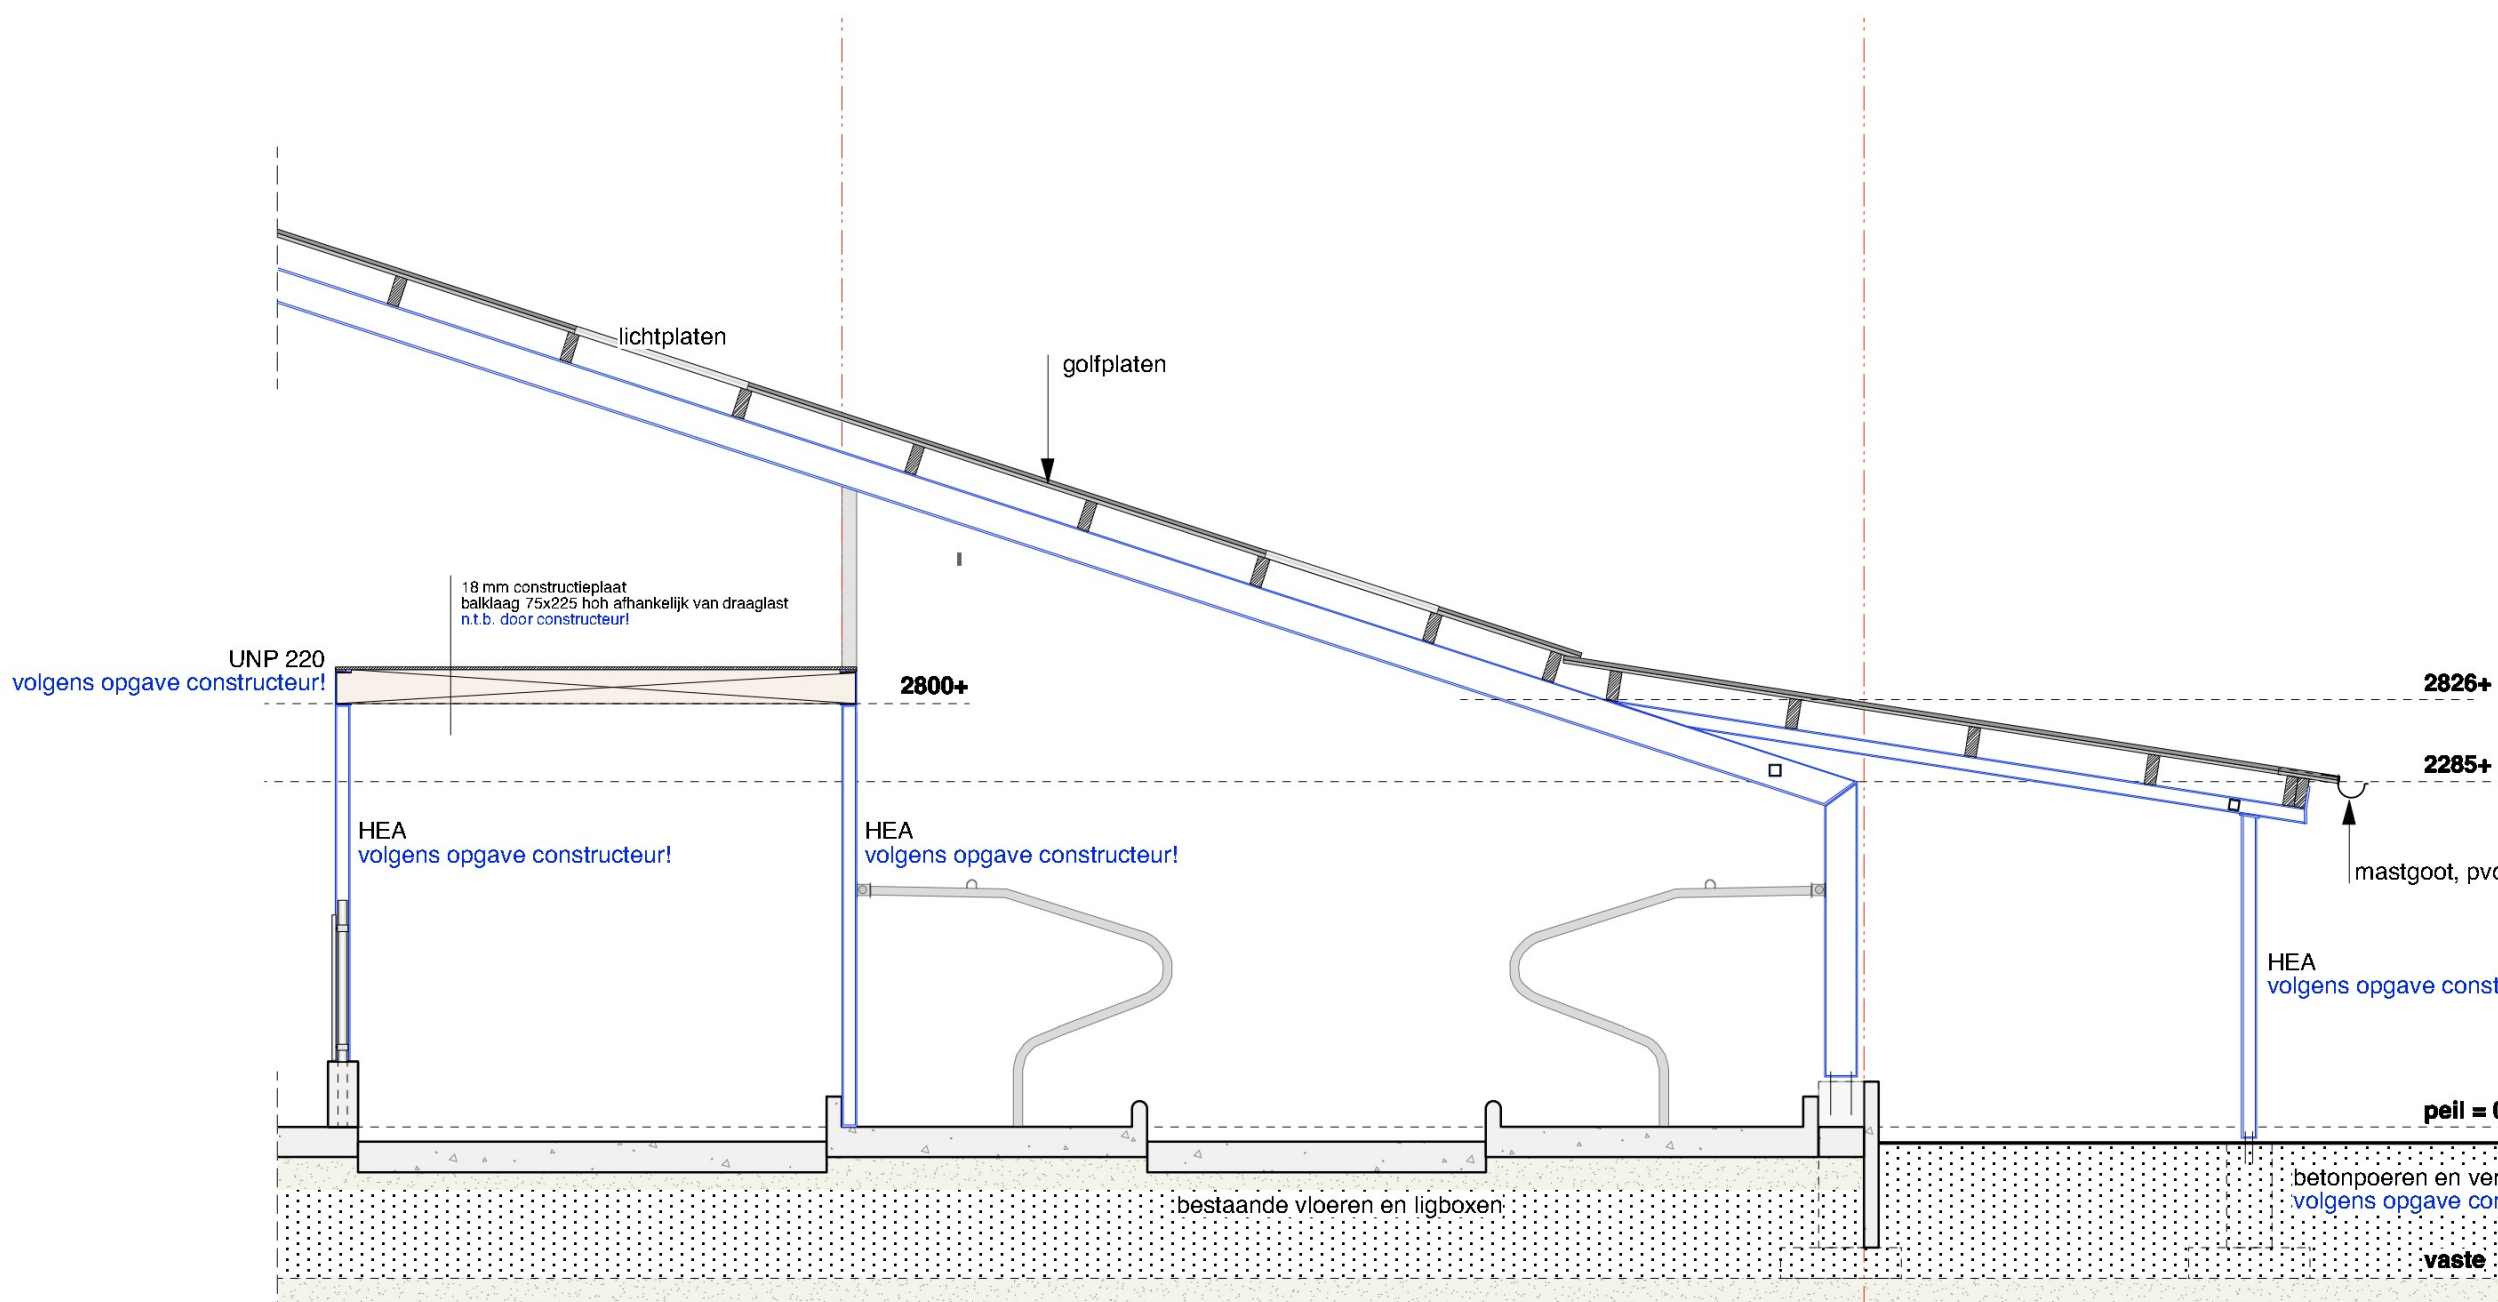 lichtplaten
golfplaten
18 mm constructieplaat
balklaag 75x225 hoh afhankelijk van draaglast
n.t.b. door constructeur!
UNP 220
volgens opgave constructeur!
2800+
2826+
2285+
HEA
volgens opgave constructeur!
HEA
volgens opgave constructeur!
mastgoot, pvc
HEA
volgens opgave const
peil = 0
betonpoeren en ver
volgens opgave con
bestaande vloeren en ligboxen
vaste